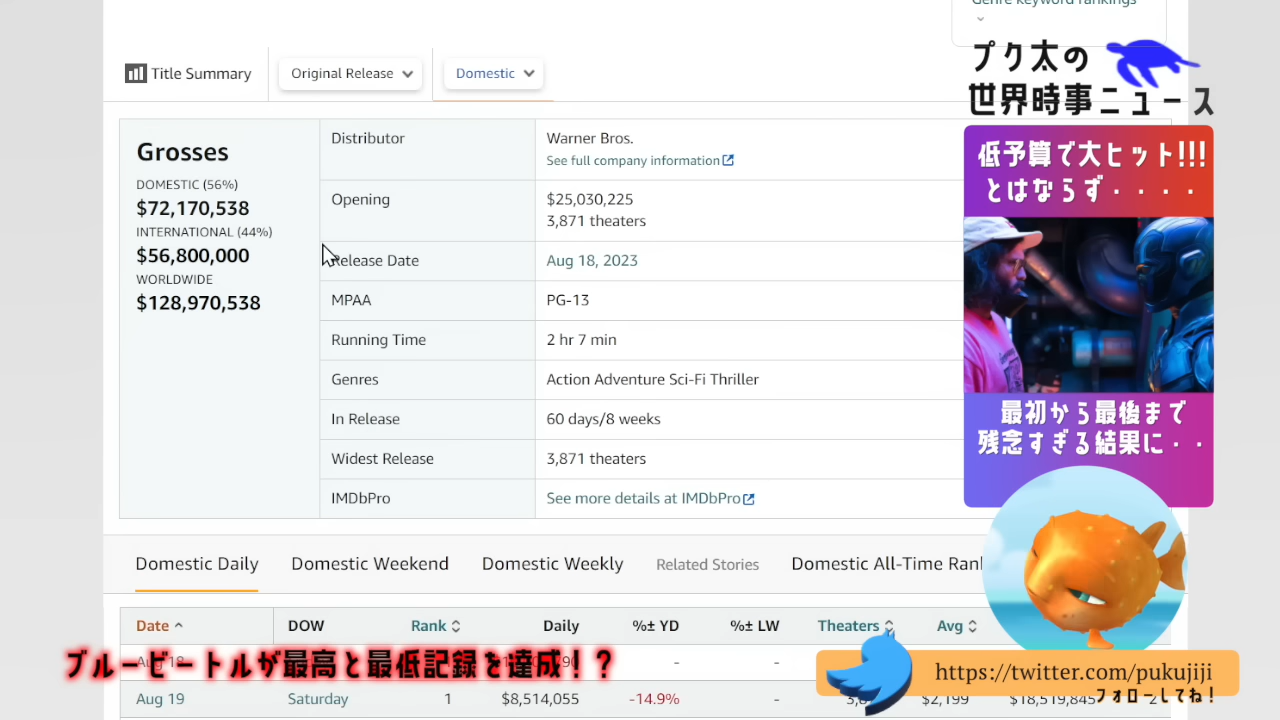 Genre keyword rankings
Title Summary
Original Release
Domestic
プク太の
世界時事ニュース
Grosses
DOMESTIC (56%)
$72,170,538
INTERNATIONAL (44%)
$56,800,000
WORLDWIDE
$128,970,538
Distributor
Warner Bros.
See full company information
Opening
$25,030,225
3,871 theaters
Release Date
Aug 18, 2023
MPAA
PG-13
Running Time
2 hr 7 min
Genres
Action Adventure Sci-Fi Thriller
In Release
60 days/8 weeks
Widest Release
3,871 theaters
IMDbPro
See more details at IMDbPro
低予算で大ヒット!!!
とはならず・・・・
最初から最後まで
残念すぎる結果に・・
Domestic Daily
Domestic Weekend
Domestic Weekly
Related Stories
Domestic All-Time
Date
DOW
Rank
Daily
%± YD
%± LW
Theaters
Avg
ブルービートルが最高と最低記録を達成！？
- -
Aug 19
Saturday
1
$8,514,055
-14.9%
-
$2,199
$18,519,845
2
https://twitter.com/pukujiji
フォローしてね！